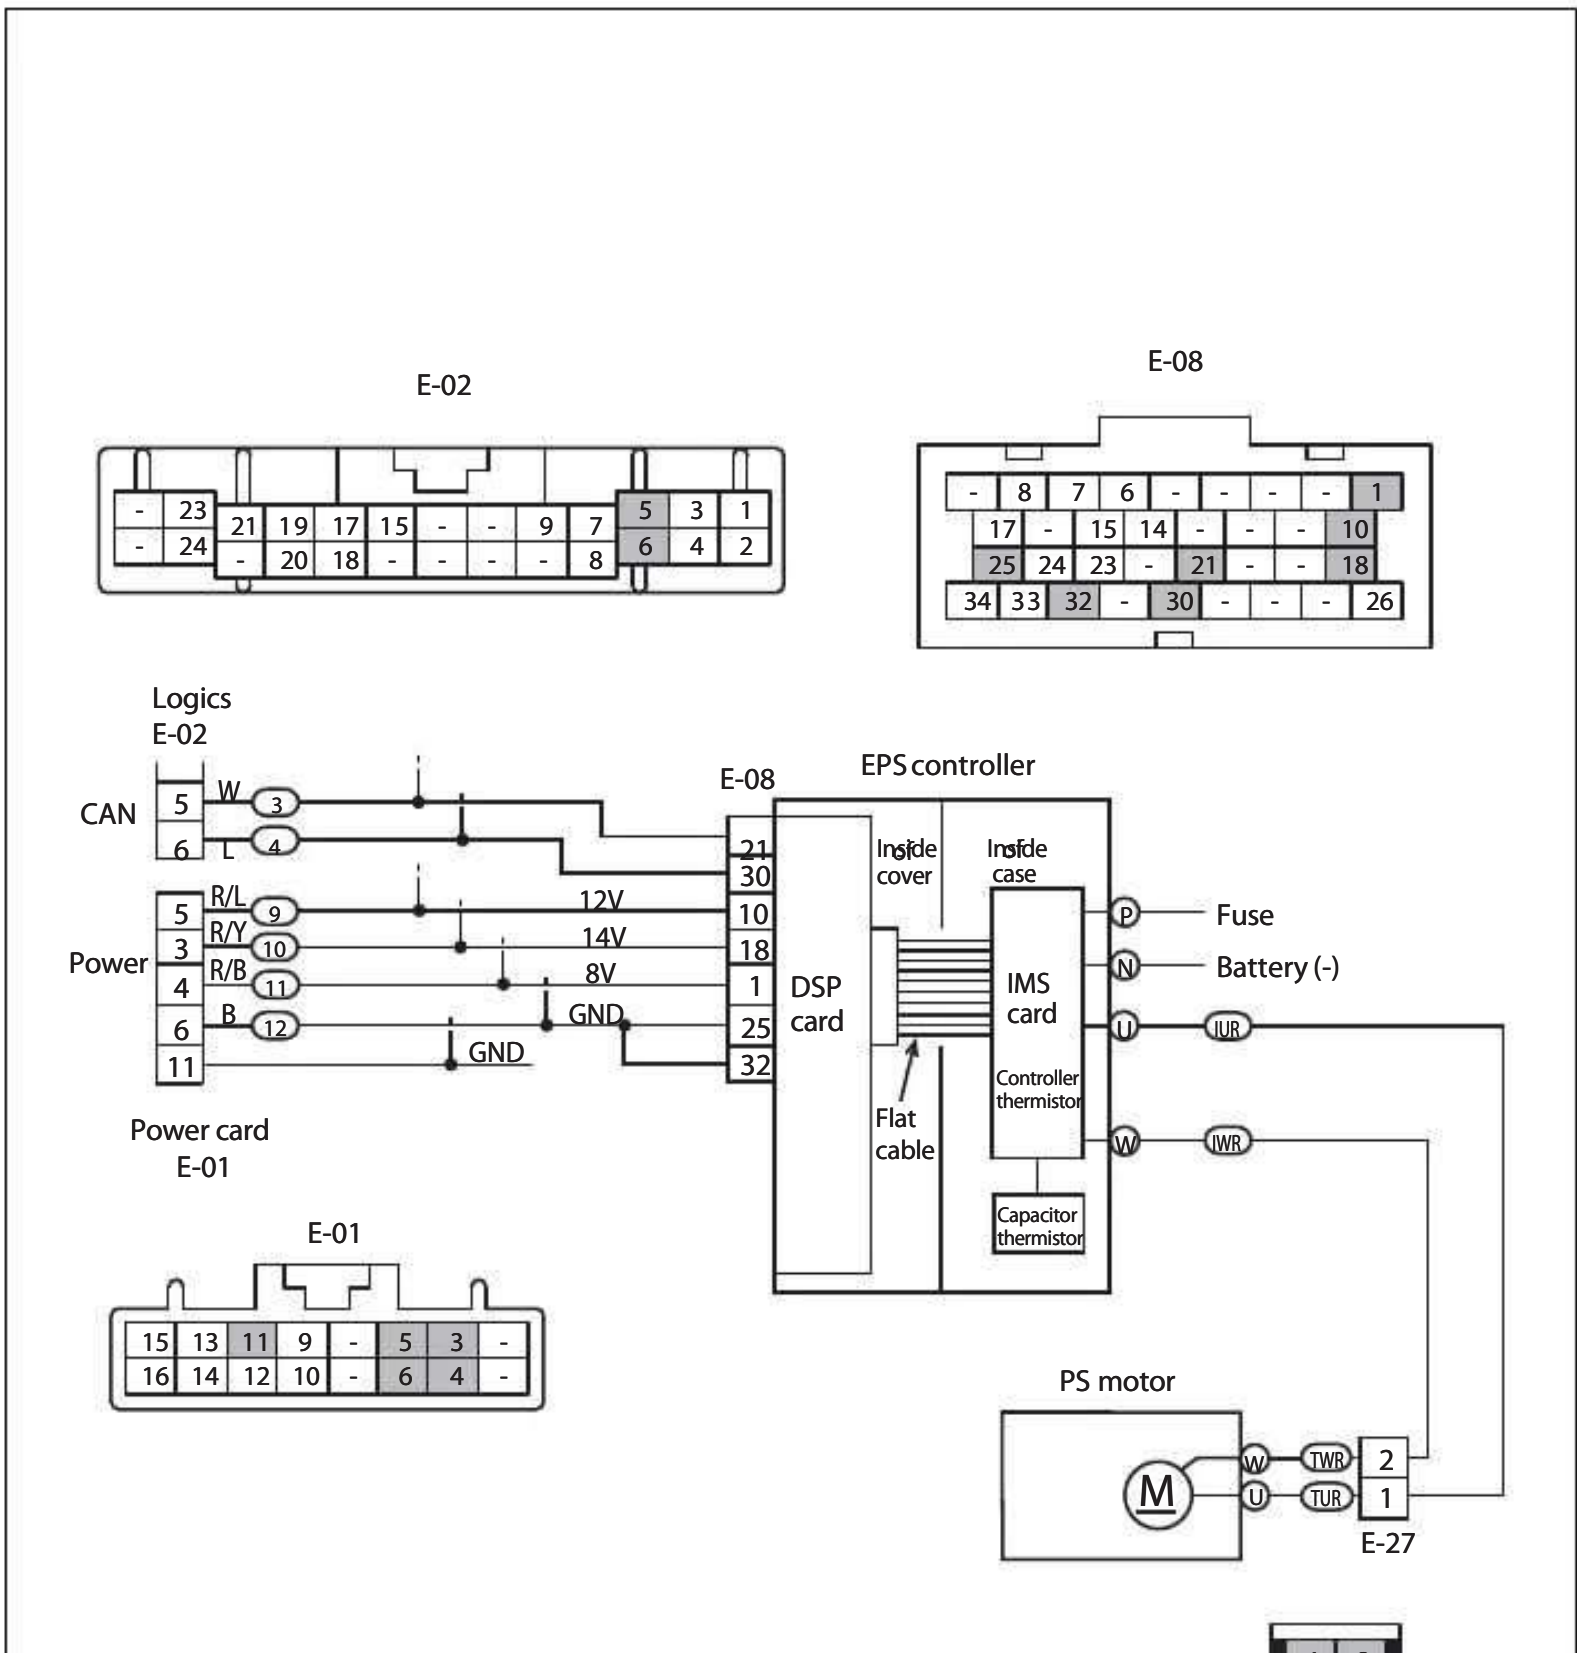 E-02
E-08
- 23 21 19 17 15 - - 9 7 5 3 1
- 24 - 20 18 - - - - 8 6 4 2
- 8 7 6 - - - - 1
17 - 15 14 - - - 10
25 24 23 - 21 - - 18
34 33 32 - 30 - - - 26
Logics
E-02
CAN
5 W 3
6 L 4
Power
5 R/L 9 12V
3 R/Y 10 14V
4 R/B 11 8V
6 B 12 GND
11 GND
Power card
E-01
E-08
21
30
10
18
1
25
32
EPS controller
DSP
card
Inside
of
cover
Inside
of
case
Flat
cable
IMS
card
Controller
thermistor
Capacitor
thermistor
P Fuse
N Battery (-)
U IUR
W IWR
E-01
15 13 11 9 - 5 3 -
16 14 12 10 - 6 4 -
PS motor
M
W TWR 2
U TUR 1
E-27